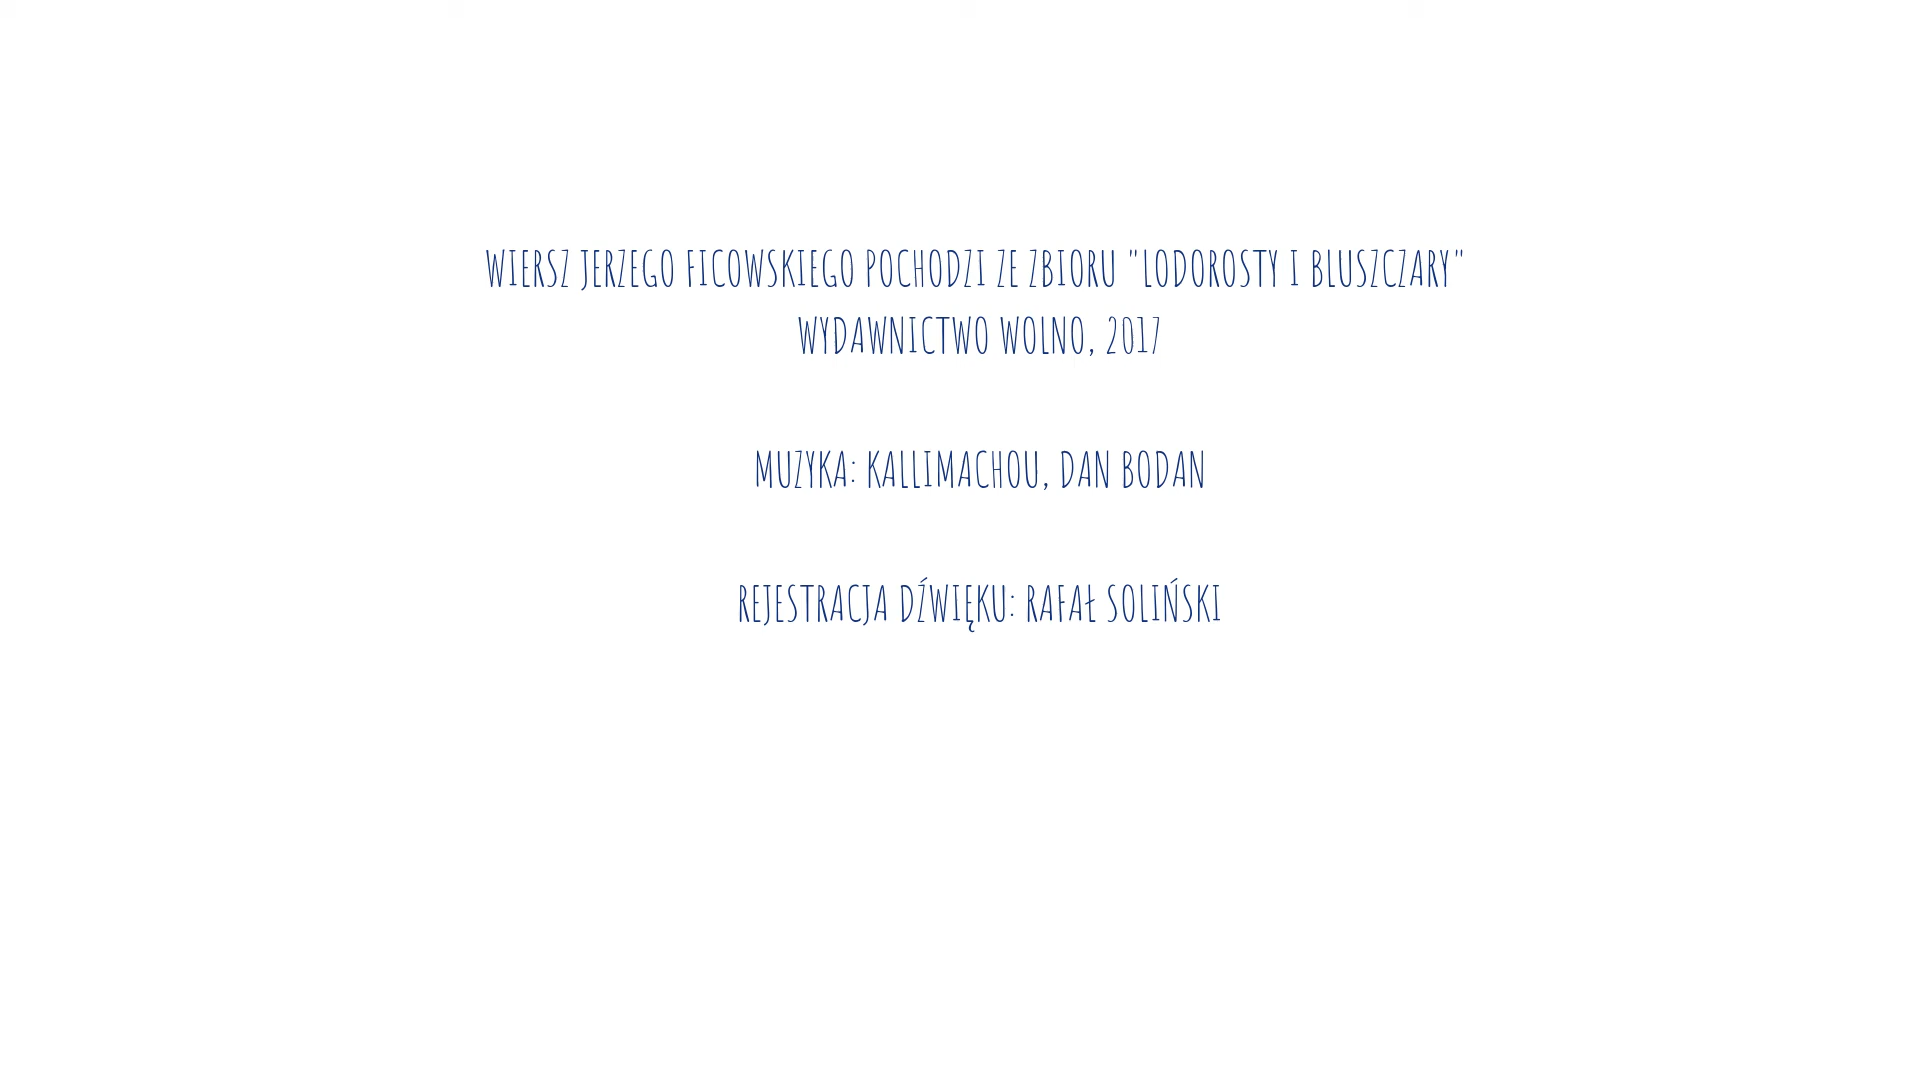 WIERSZ JERZEGO FICOWSKIEGO POCHODZI ZE ZBIORU "LODOROSTY I BLUSZCZARY"
WYDAWNICTWO WOLNO, 2017
MUZYKA: KALLIMACHOU, DAN BODAN
REJESTRACJA DŹWIĘKU: RAFAŁ SOLIŃSKI